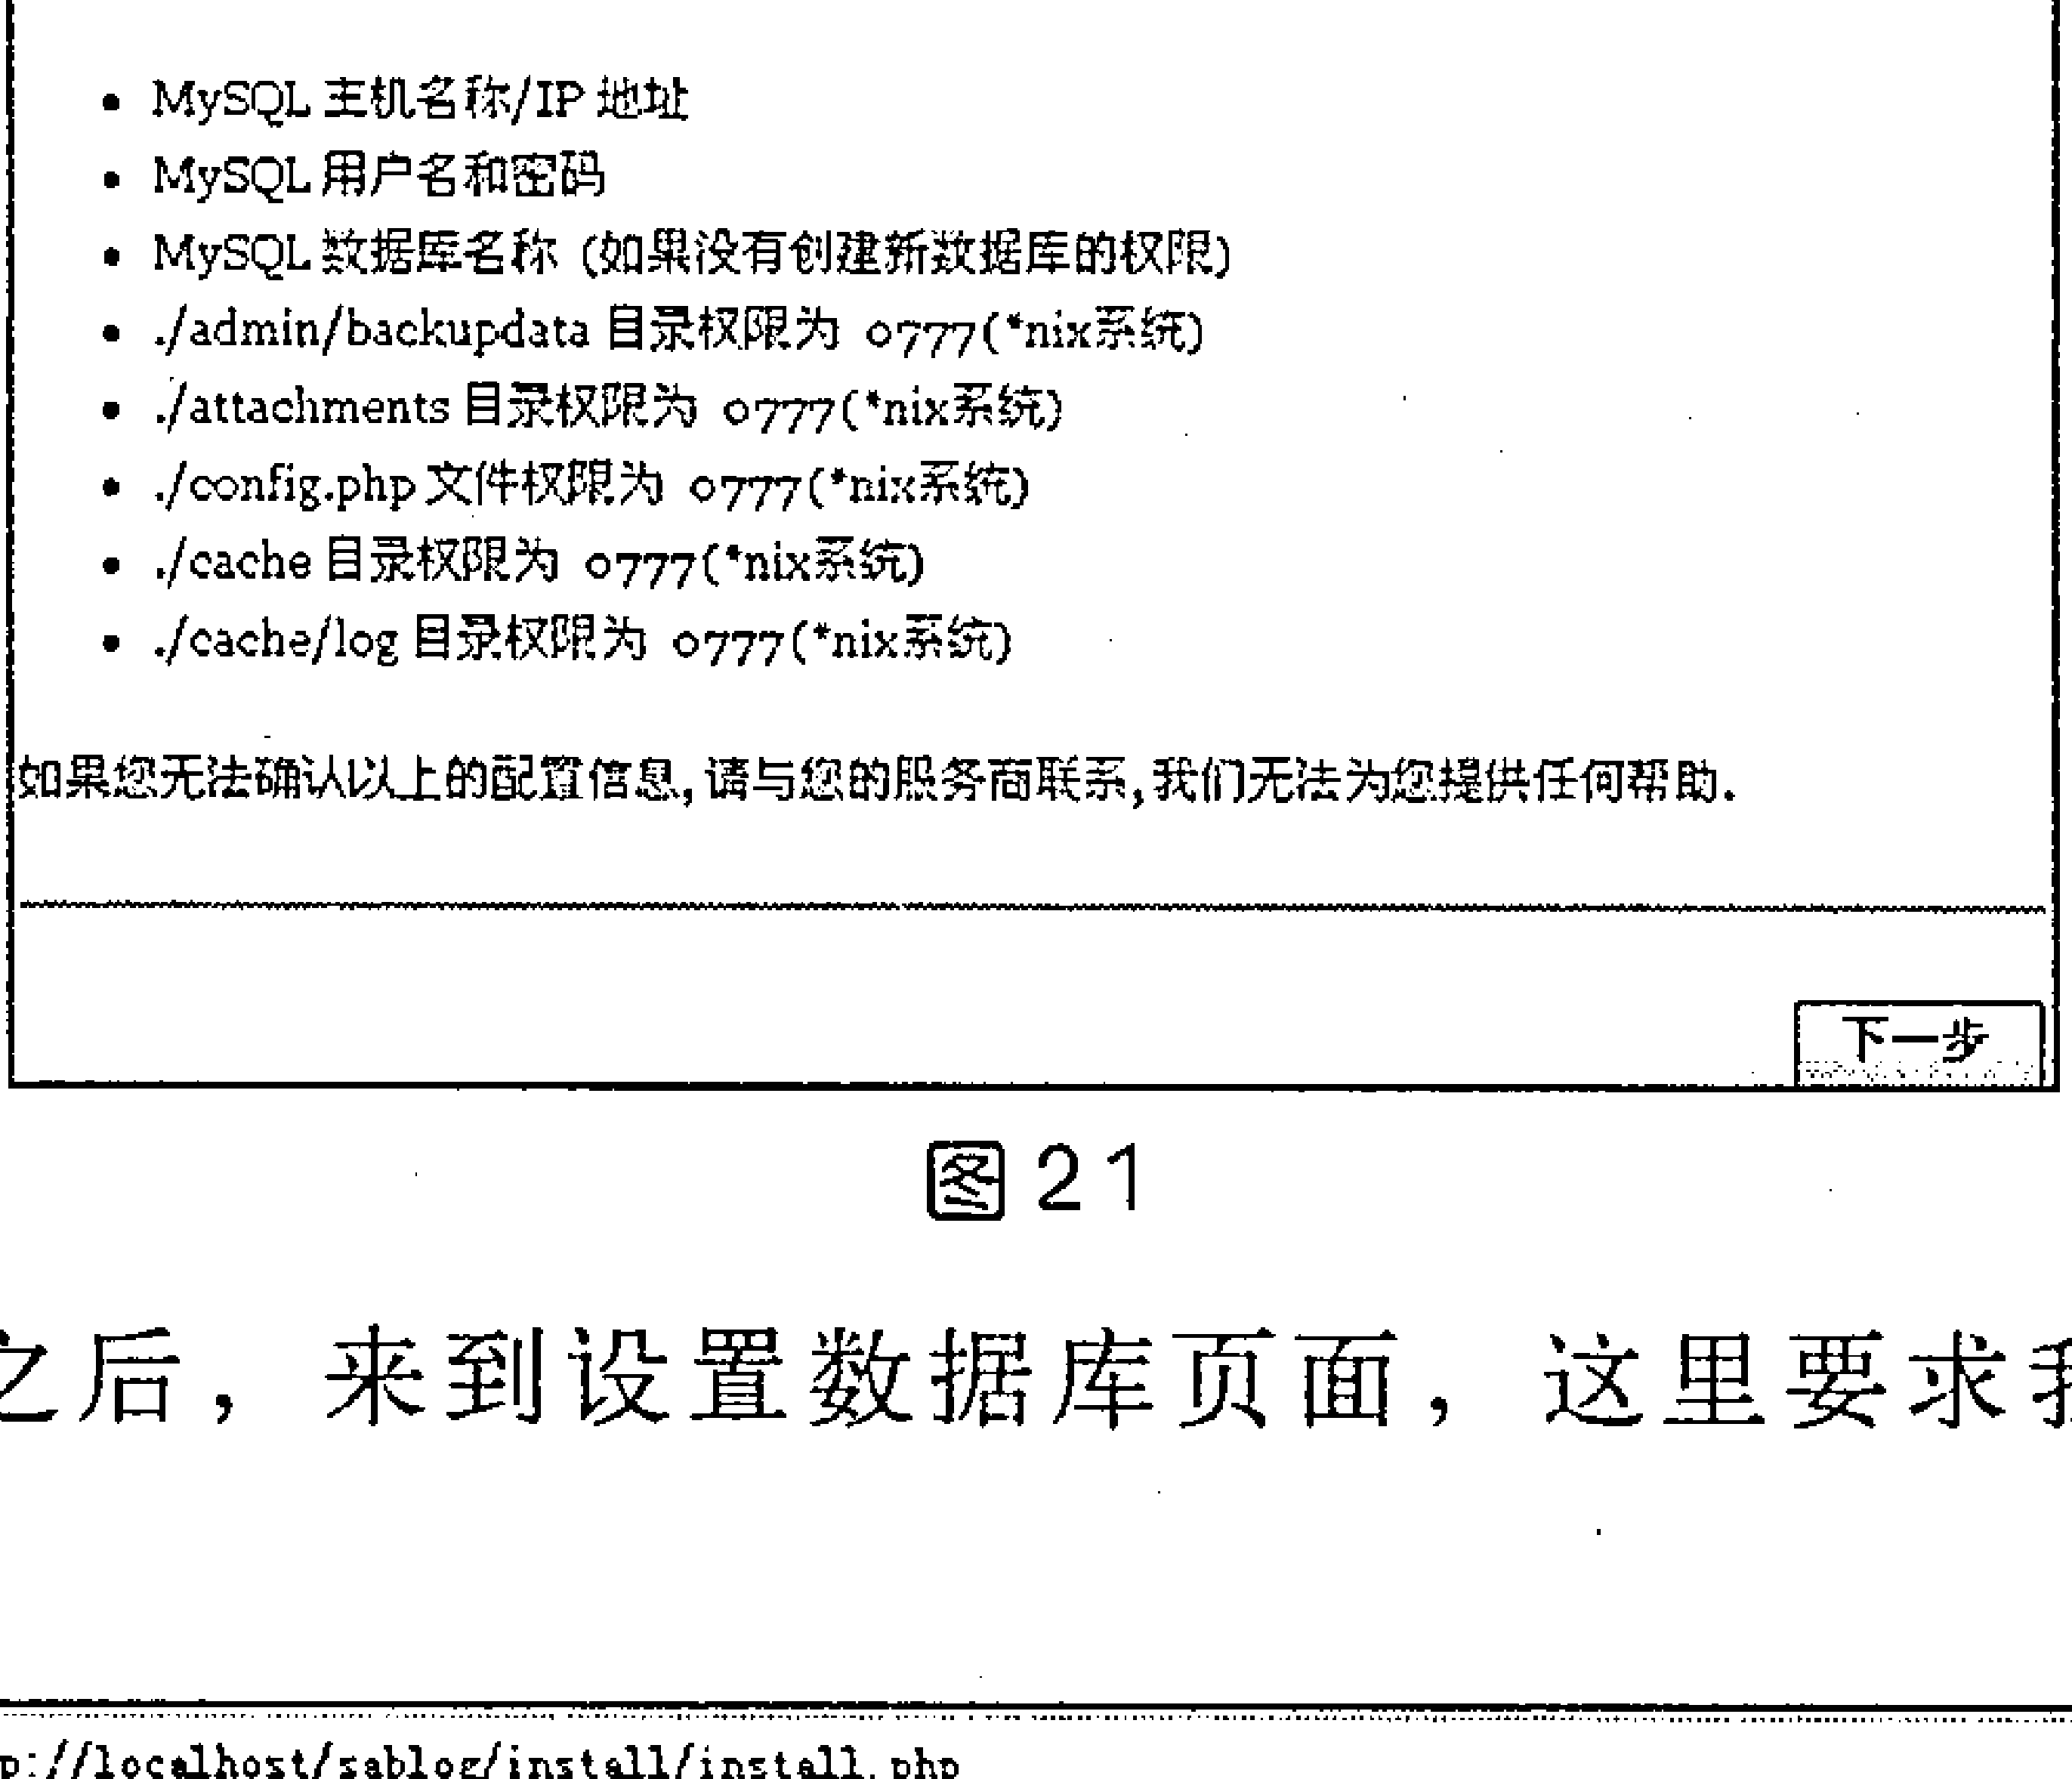 • MySQL 主机名称/IP 地址
• MySQL 用户名和密码
• MySQL 数据库名称 (如果没有创建新数据库的权限)
• ./admin/backupdata 目录权限为 0777(*nix系统)
• ./attachments 目录权限为 0777(*nix系统)
• ./config.php 文件权限为 0777(*nix系统)
• ./cache 目录权限为 0777(*nix系统)
• ./cache/log 目录权限为 0777(*nix系统)
如果您无法确认以上的配置信息,请与您的服务商联系,我们无法为您提供任何帮助.
下一步
图 21
之后，来到设置数据库页面，这里要求我
p://localhost/sablog/install/install.php